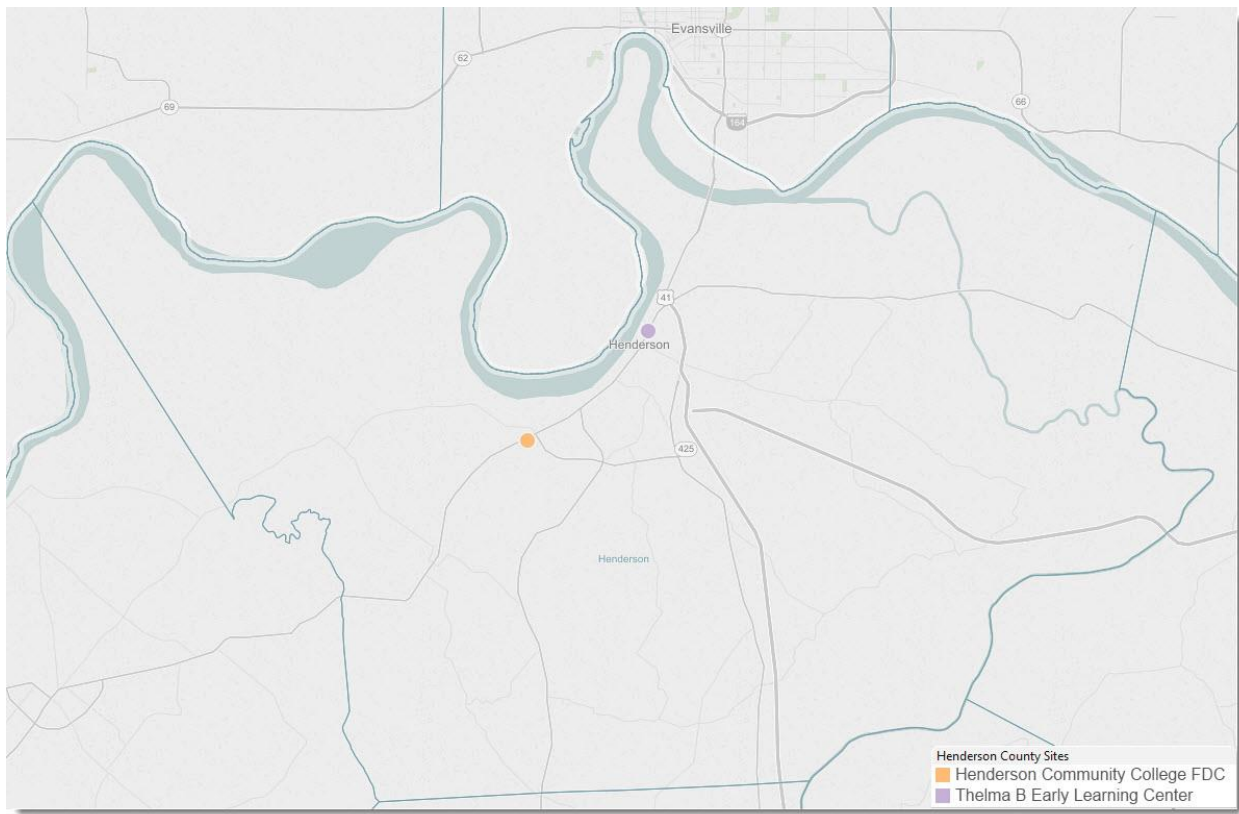 Evansville
62
66
69
164
41
Henderson
425
Henderson
Henderson County Sites
Henderson Community College FDC
Thelma B Early Learning Center